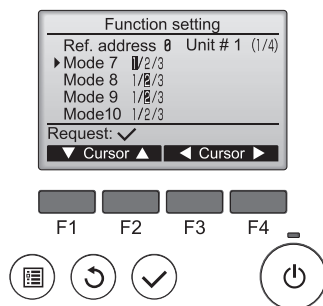 Function setting
Ref. address 0 Unit # 1 (1/4)
Mode 7 1/2/3
Mode 8 1/2/3
Mode 9 1/2/3
Mode10 1/2/3
Request: ✓
▼ Cursor ▲ ◀ Cursor ▶
F1 F2 F3 F4